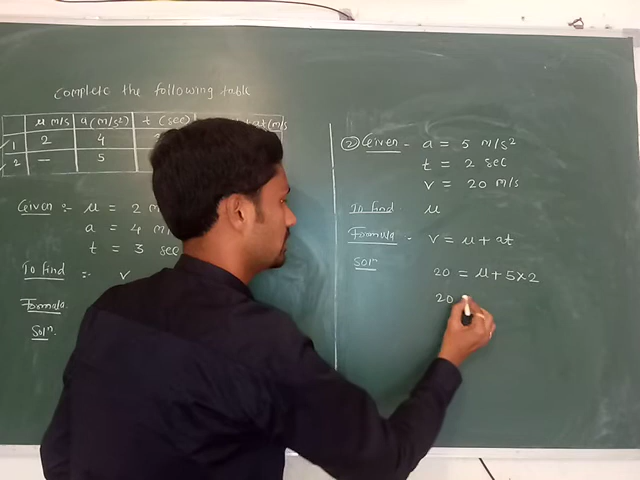 Complete the following table
u m/s a(m/s²) t (sec) at (m/s
1 2 4
2 — 5
Given :- u = 2 m
a = 4 m/
t = 3 sec
To find :- v
Formula
Solⁿ.
② Given - a = 5 m/s²
t = 2 sec
v = 20 m/s
To find u
Formula - v = u + at
Solⁿ
20 = u + 5×2
20